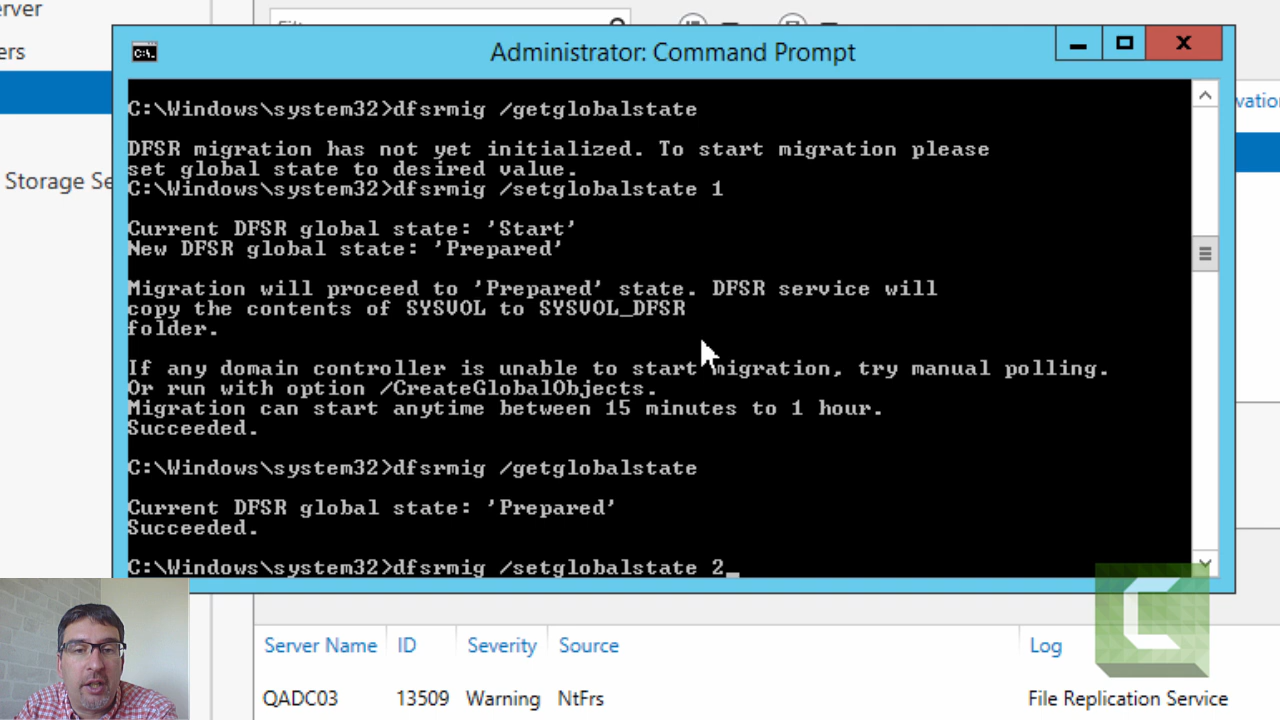 erver
ers
Storage Se
vation
Administrator: Command Prompt
C:\Windows\system32>dfsrmig /getglobalstate
DFSR migration has not yet initialized. To start migration please
set global state to desired value.
C:\Windows\system32>dfsrmig /setglobalstate 1
Current DFSR global state: 'Start'
New DFSR global state: 'Prepared'
Migration will proceed to 'Prepared' state. DFSR service will
copy the contents of SYSVOL to SYSVOL_DFSR
folder.
If any domain controller is unable to start migration, try manual polling.
Or run with option /CreateGlobalObjects.
Migration can start anytime between 15 minutes to 1 hour.
Succeeded.
C:\Windows\system32>dfsrmig /getglobalstate
Current DFSR global state: 'Prepared'
Succeeded.
C:\Windows\system32>dfsrmig /setglobalstate 2_
Server Name ID Severity Source Log
QADC03 13509 Warning NtFrs File Replication Service